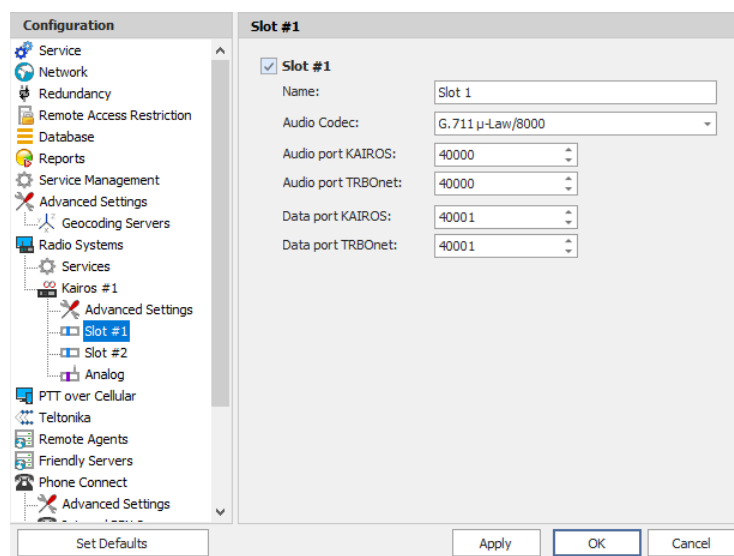 Configuration
Service
Network
Redundancy
Remote Access Restriction
Database
Reports
Service Management
Advanced Settings
Geocoding Servers
Radio Systems
Services
Kairos #1
Advanced Settings
Slot #1
Slot #2
Analog
PTT over Cellular
Teltonika
Remote Agents
Friendly Servers
Phone Connect
Advanced Settings
Set Defaults
Slot #1
Slot #1
Name: Slot 1
Audio Codec: G.711 µ-Law/8000
Audio port KAIROS: 40000
Audio port TRBOnet: 40000
Data port KAIROS: 40001
Data port TRBOnet: 40001
Apply OK Cancel